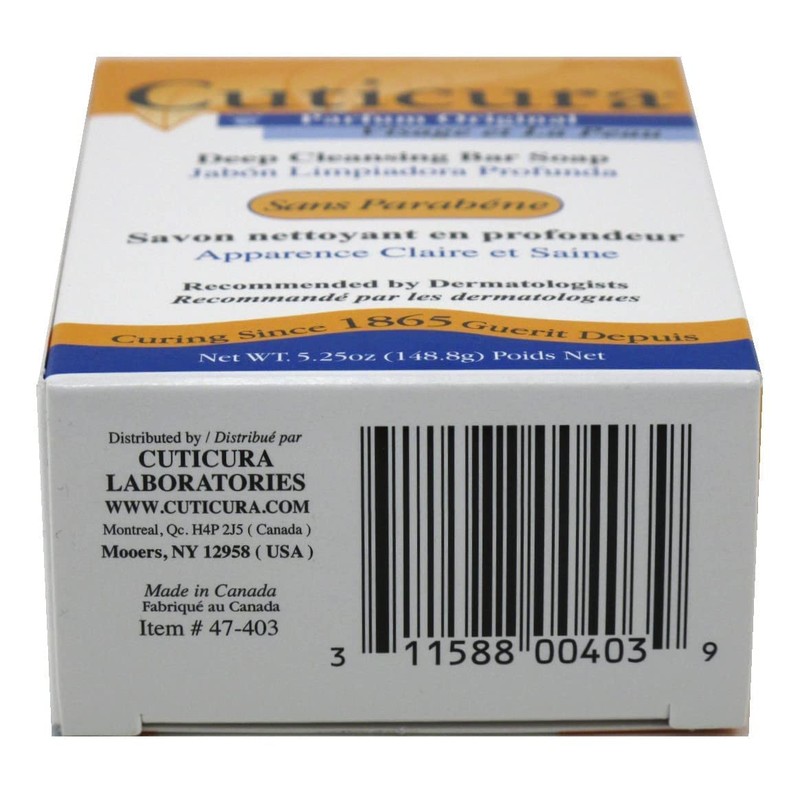 Cuticura
Parfum Original
Visage et La Peau
Deep Cleansing Bar Soap
Jabón Limpiadora Profunda
Sans Parabéne
Savon nettoyant en profondeur
Apparence Claire et Saine
Recommended by Dermatologists
Recommandé par les dermatologues
Curing Since 1865 Guerit Depuis
Net WT. 5.25oz (148.8g) Poids Net
Distributed by / Distribué par
CUTICURA
LABORATORIES
WWW.CUTICURA.COM
Montreal, Qc. H4P 2J5 ( Canada )
Mooers, NY 12958 ( USA )
Made in Canada
Fabriqué au Canada
Item # 47-403
3 11588 00403 9